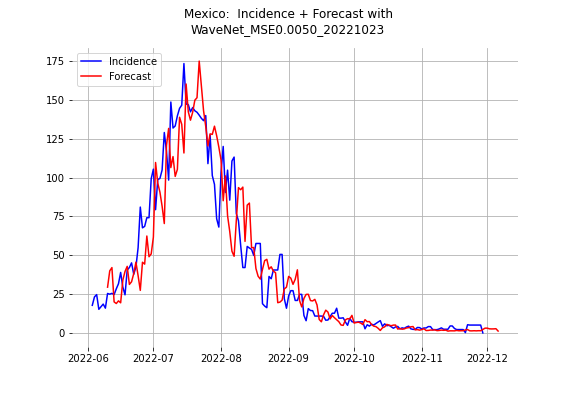 Mexico:  Incidence + Forecast with
WaveNet_MSE0.0050_20221023
Incidence
Forecast
175
150
125
100
75
50
25
0
2022-06 2022-07 2022-08 2022-09 2022-10 2022-11 2022-12